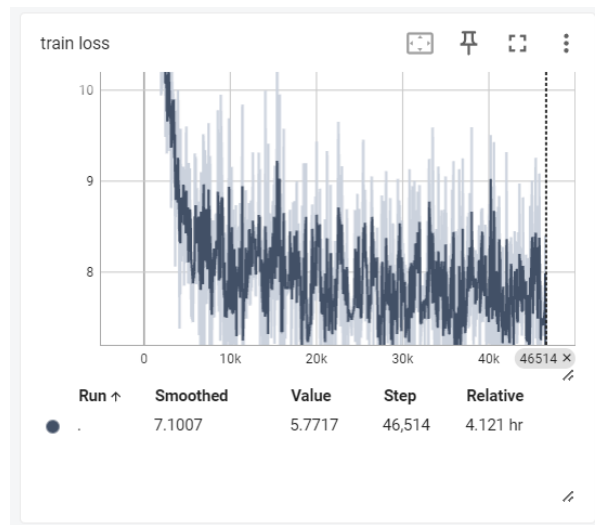 train loss
10
9
8
0 10k 20k 30k 40k 46514 ×
Run ↑ Smoothed Value Step Relative
. 7.1007 5.7717 46,514 4.121 hr